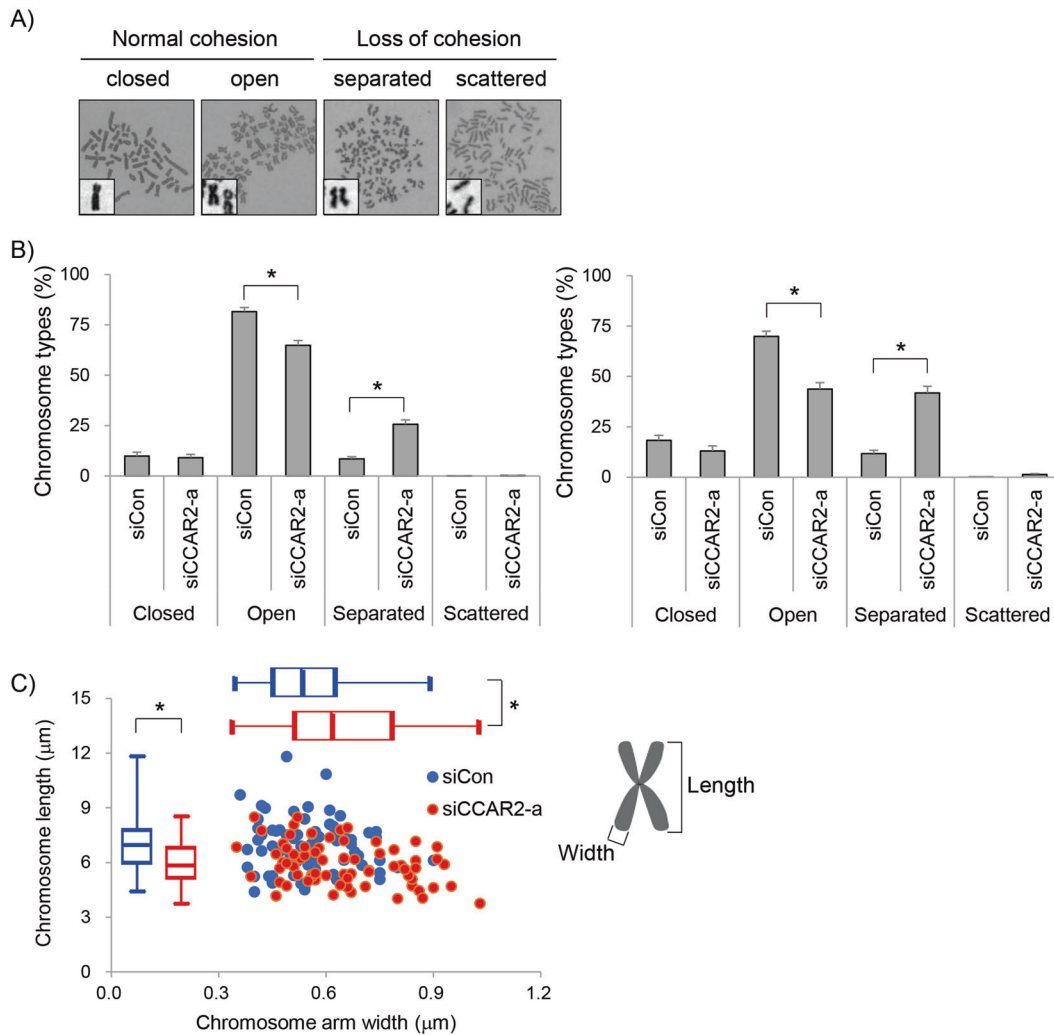 A)
Normal cohesion
Loss of cohesion
closed
open
separated
scattered
B)
Chromosome types (%)
100
75
50
25
0
*
*
siCon
siCCAR2-a
siCon
siCCAR2-a
siCon
siCCAR2-a
siCon
siCCAR2-a
Closed
Open
Separated
Scattered
Chromosome types (%)
100
75
50
25
0
*
*
siCon
siCCAR2-a
siCon
siCCAR2-a
siCon
siCCAR2-a
siCon
siCCAR2-a
Closed
Open
Separated
Scattered
C)
Chromosome length (μm)
15
12
9
6
3
*
*
siCon
siCCAR2-a
0.0
0.3
0.6
0.9
1.2
Chromosome arm width (μm)
Length
Width